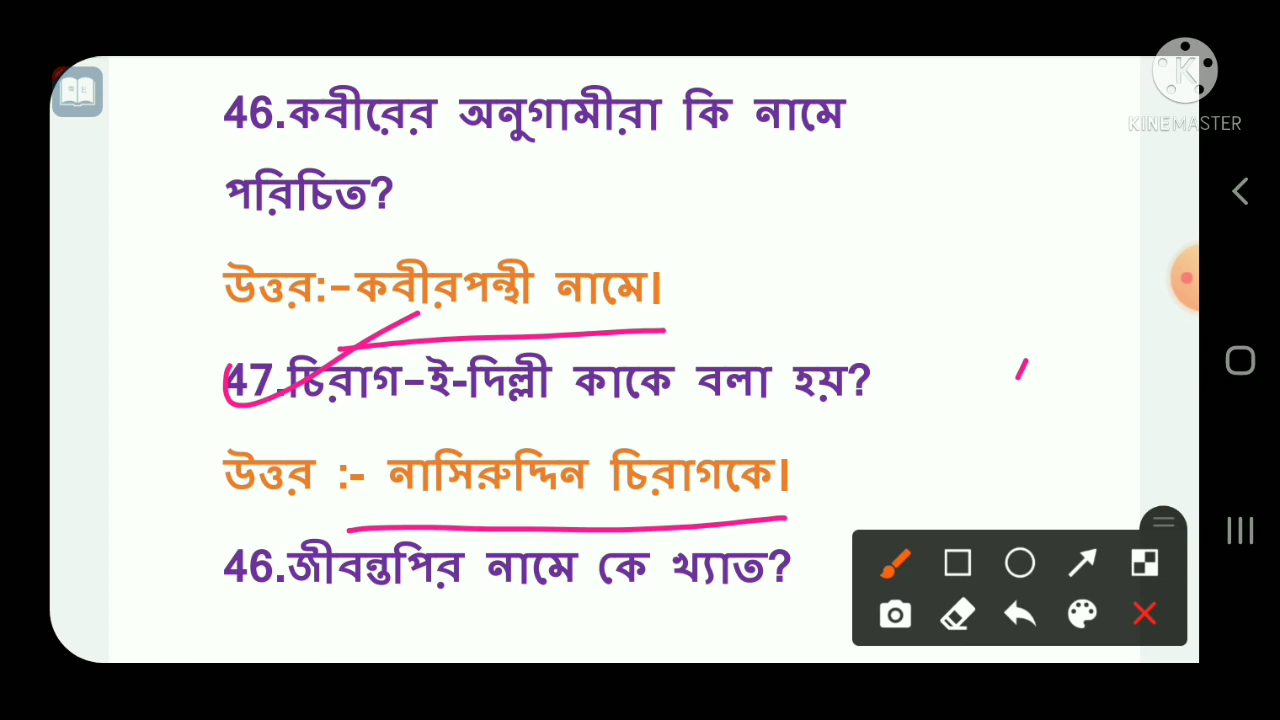 46.কবীরের অনুগামীরা কি নামে
পরিচিত?
উত্তর:–কবীরপন্থী নামে।
47.চিরাগ–ই-দিল্লী কাকে বলা হয়?
উত্তর :- নাসিরুদ্দিন চিরাগকে।
46.জীবন্তপির নামে কে খ্যাত?
KINEMASTER